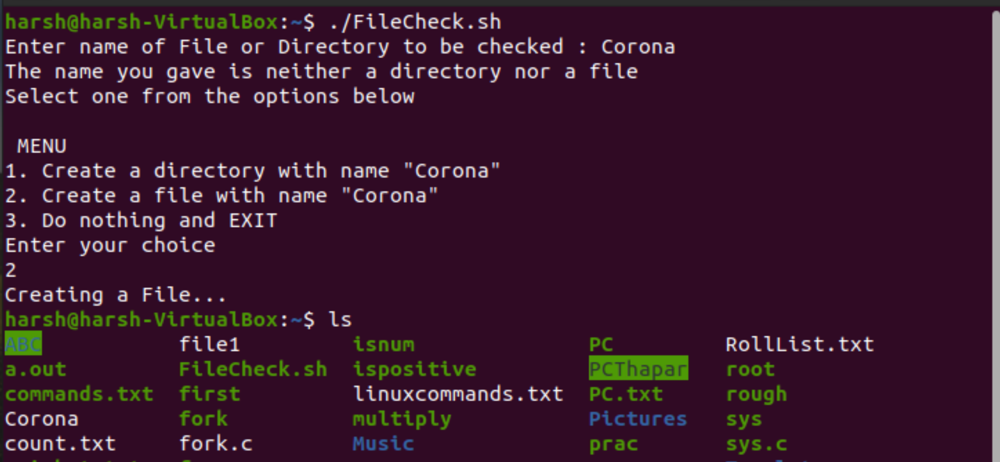 harsh@harsh-VirtualBox:~$ ./FileCheck.sh
Enter name of File or Directory to be checked : Corona
The name you gave is neither a directory nor a file
Select one from the options below
MENU
1. Create a directory with name "Corona"
2. Create a file with name "Corona"
3. Do nothing and EXIT
Enter your choice
2
Creating a File...
harsh@harsh-VirtualBox:~$ ls
ABC file1 isnum PC RollList.txt
a.out FileCheck.sh ispositive PCThapar root
commands.txt first linuxcommands.txt PC.txt rough
Corona fork multiply Pictures sys
count.txt fork.c Music prac sys.c